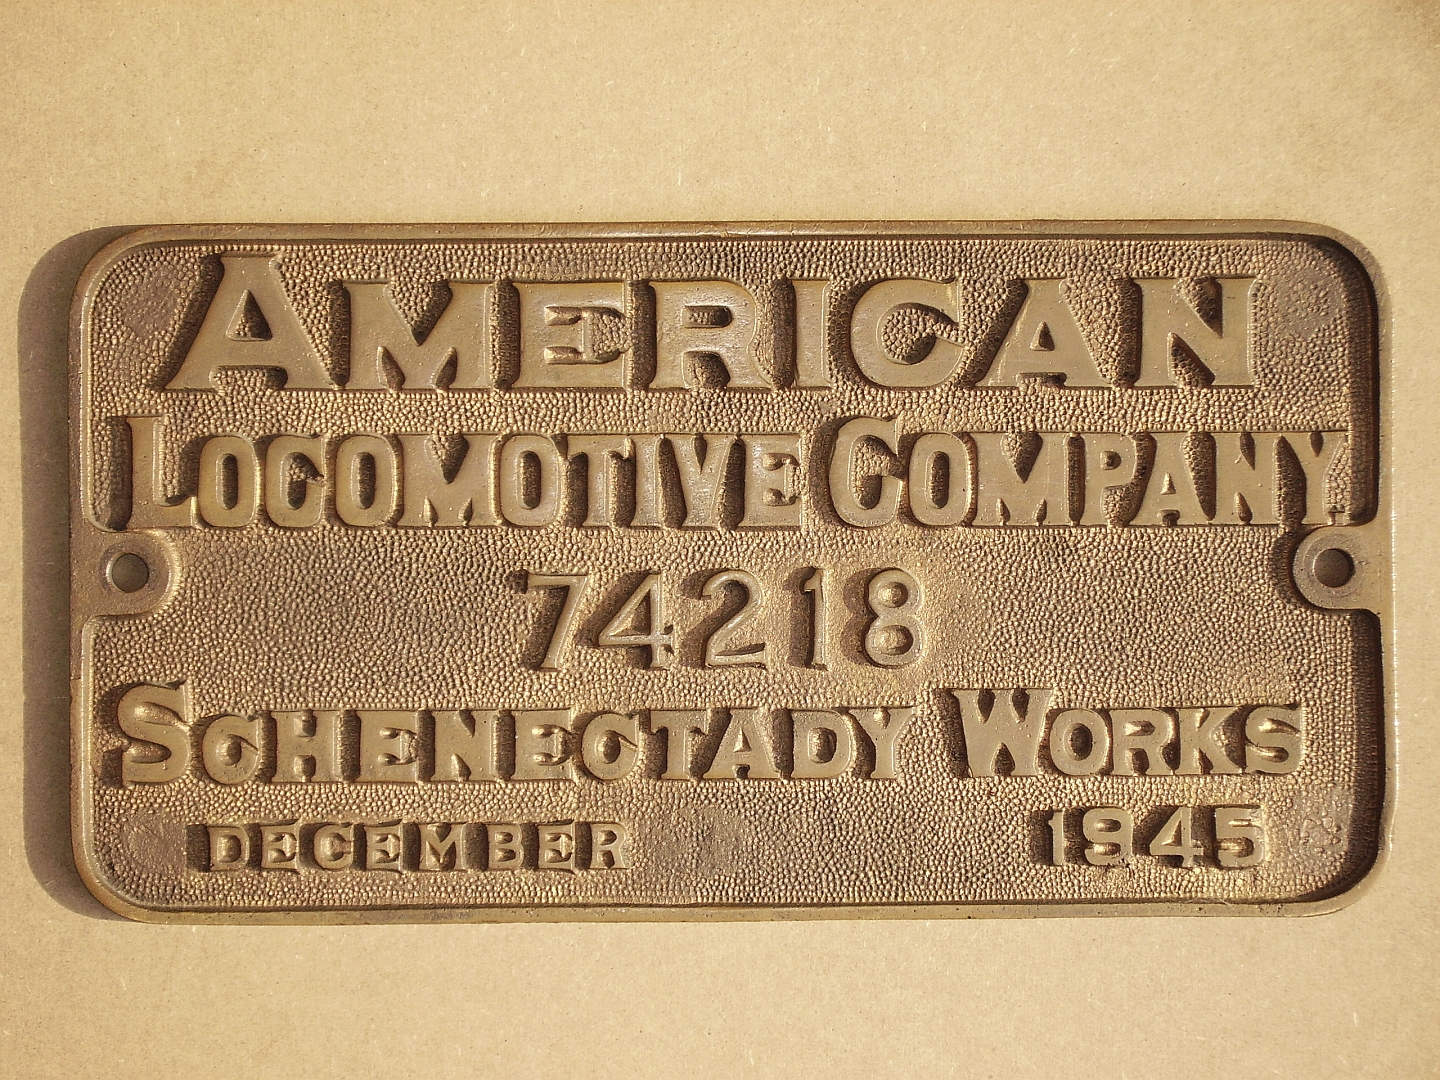 AMERICAN
LOCOMOTIVE COMPANY
74218
SCHENECTADY WORKS
DECEMBER 1945